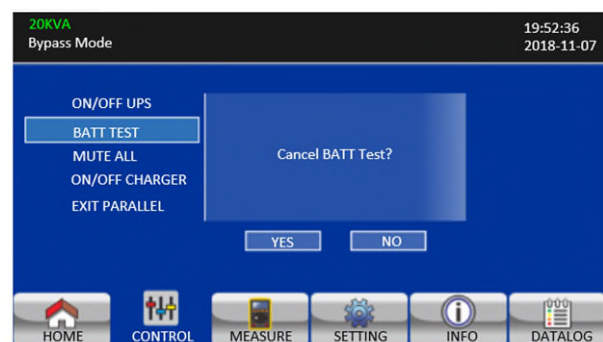 20KVA
Bypass Mode
19:52:36
2018-11-07
ON/OFF UPS
BATT TEST
MUTE ALL
ON/OFF CHARGER
EXIT PARALLEL
Cancel BATT Test?
YES
NO
HOME
CONTROL
MEASURE
SETTING
INFO
DATALOG